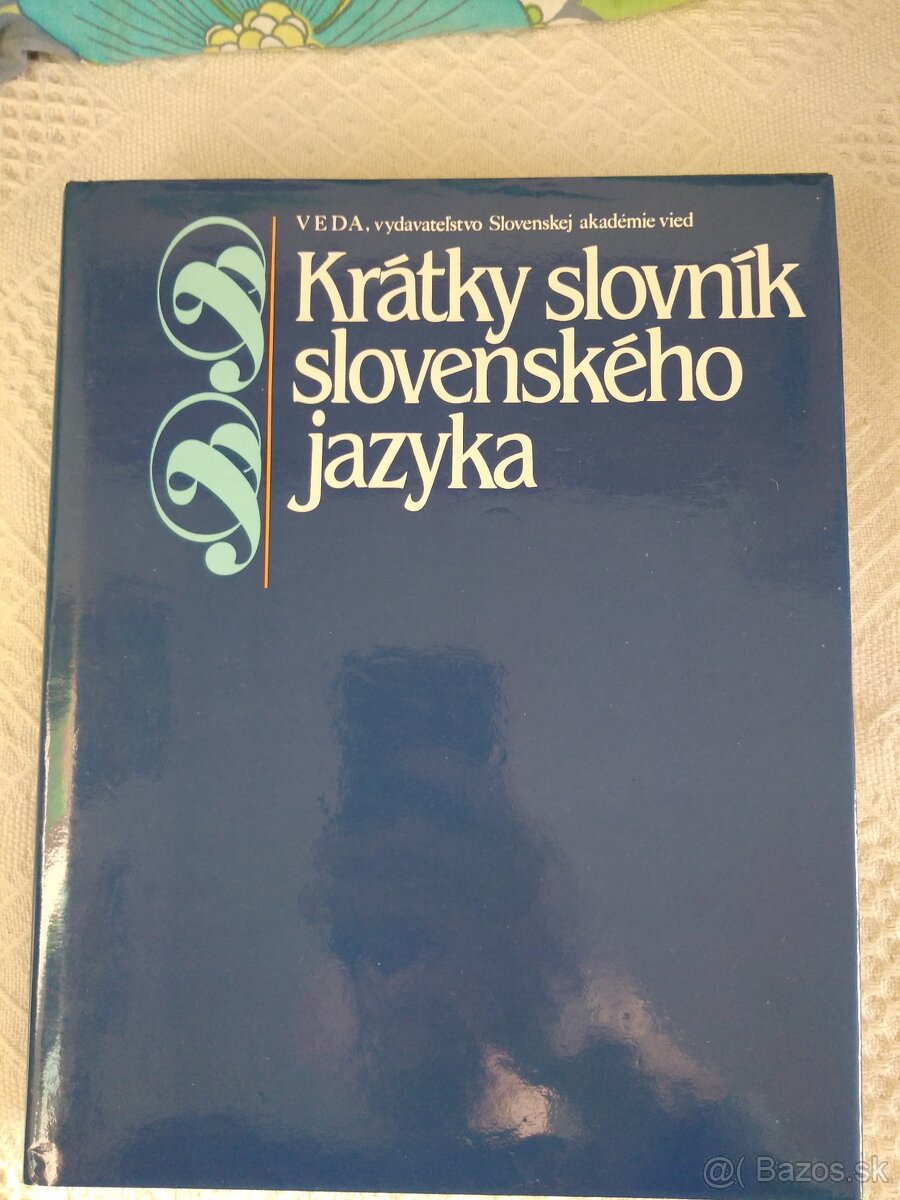 VEDA, vydavateľstvo Slovenskej akadémie vied
Krátky slovník
slovenského
jazyka
@( Bazos.sk